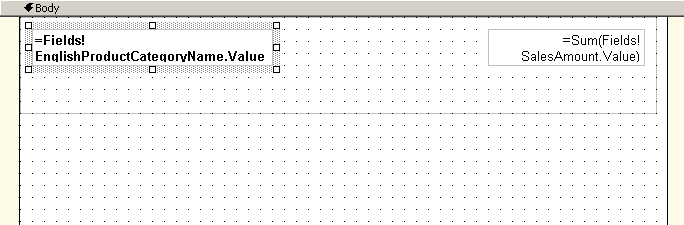 Body
=Fields!
EnglishProductCategoryName.Value
=Sum(Fields!
SalesAmount.Value)